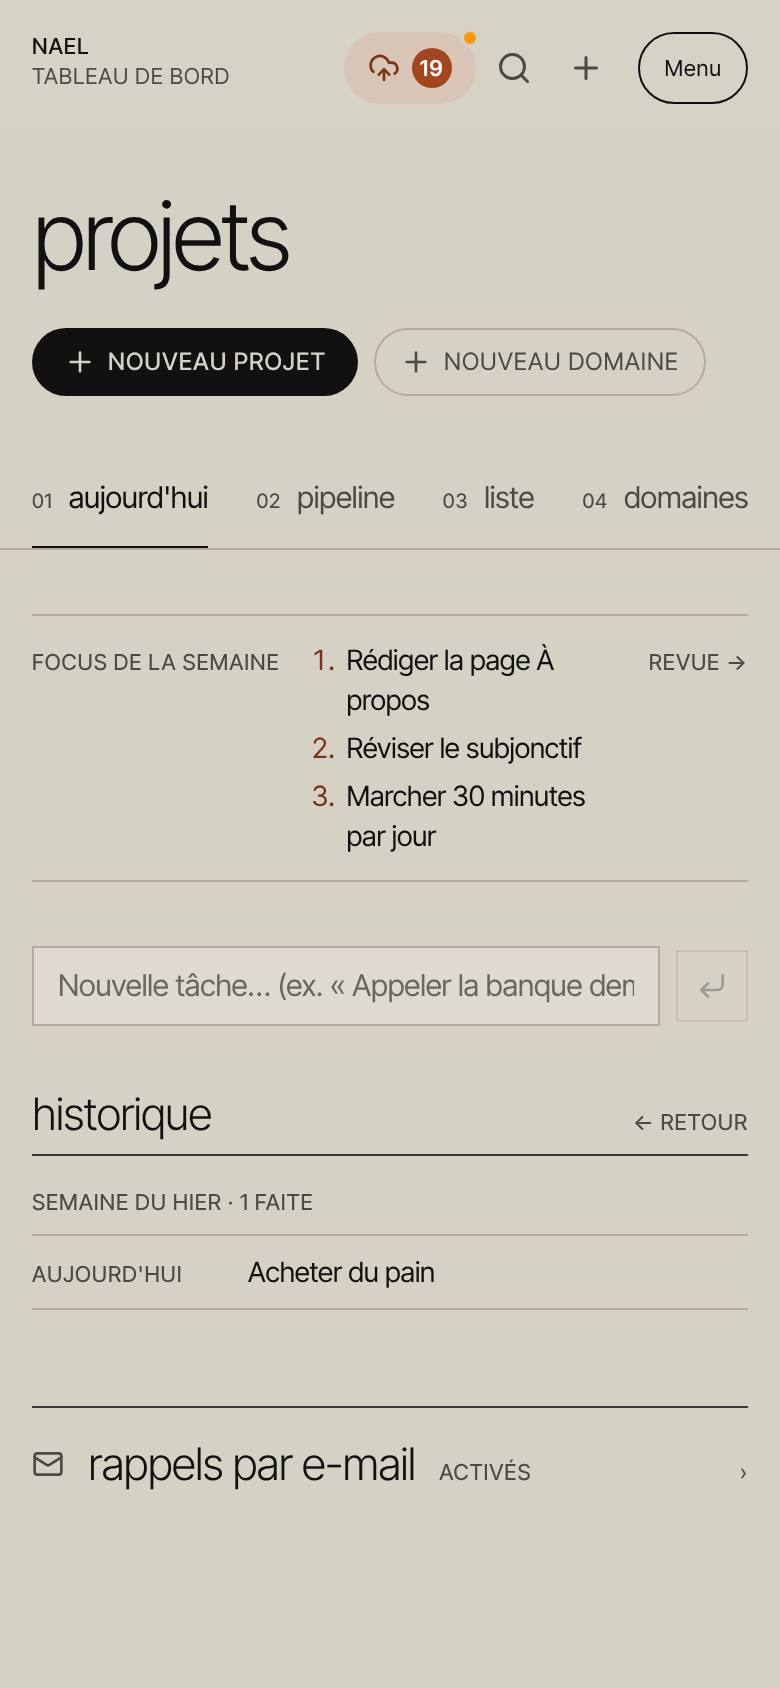 NAEL
TABLEAU DE BORD
19
Menu
projets
NOUVEAU PROJET
NOUVEAU DOMAINE
01 aujourd'hui 02 pipeline 03 liste 04 domaines
FOCUS DE LA SEMAINE
1. Rédiger la page À
propos
2. Réviser le subjonctif
3. Marcher 30 minutes
par jour
REVUE →
Nouvelle tâche… (ex. « Appeler la banque
historique
← RETOUR
SEMAINE DU HIER · 1 FAITE
AUJOURD'HUI Acheter du pain
rappels par e-mail ACTIVÉS ›